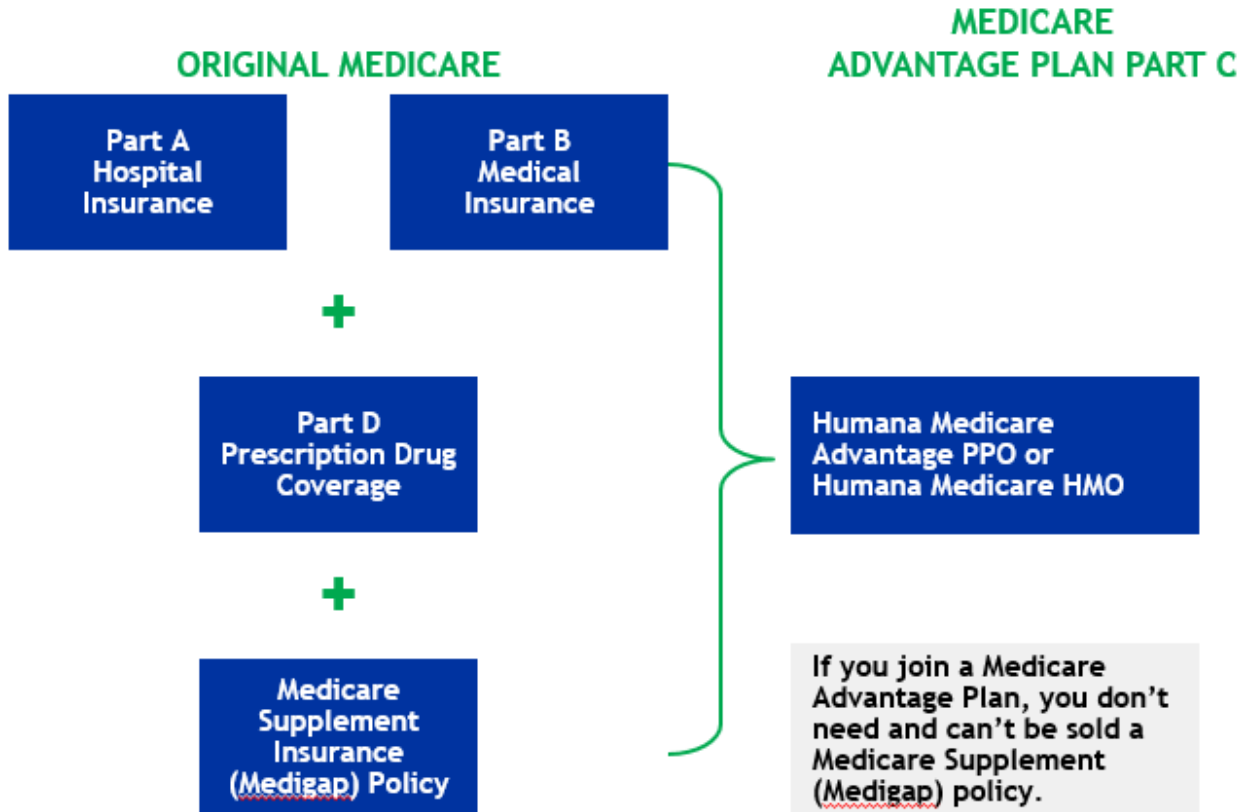 ORIGINAL MEDICARE
MEDICARE
ADVANTAGE PLAN PART C
Part A
Hospital
Insurance
Part B
Medical
Insurance
+
Part D
Prescription Drug
Coverage
Humana Medicare
Advantage PPO or
Humana Medicare HMO
+
Medicare
Supplement
Insurance
(Medigap) Policy
If you join a Medicare
Advantage Plan, you don’t
need and can’t be sold a
Medicare Supplement
(Medigap) policy.